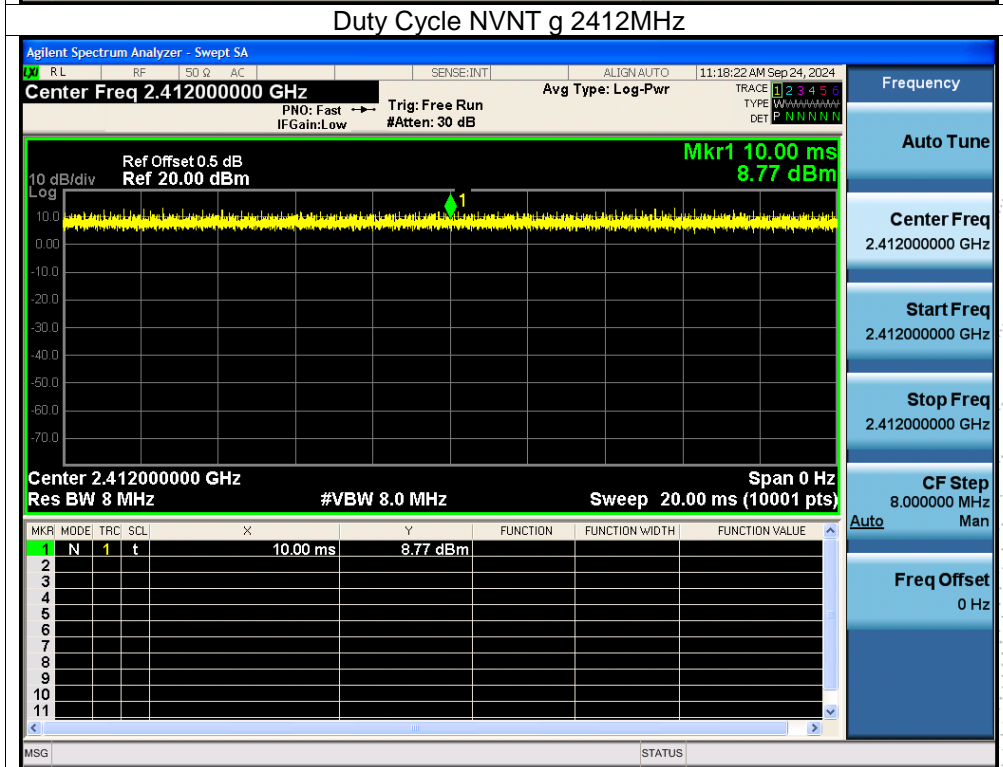 Duty Cycle NVNT g 2412MHz
Agilent Spectrum Analyzer - Swept SA
LXI RL RF 50 Ω AC SENSE:INT ALIGN AUTO 11:18:22 AM Sep 24, 2024
Center Freq 2.412000000 GHz
PNO: Fast
IFGain:Low
Trig: Free Run
#Atten: 30 dB
Avg Type: Log-Pwr
TRACE 1 2 3 4 5 6
TYPE WWWWWW
DET P N N N N N
Frequency
Auto Tune
Mkr1 10.00 ms
8.77 dBm
Ref Offset 0.5 dB
10 dB/div Ref 20.00 dBm
Log
1
10.0
0.00
-10.0
-20.0
-30.0
-40.0
-50.0
-60.0
-70.0
Center Freq
2.412000000 GHz
Start Freq
2.412000000 GHz
Stop Freq
2.412000000 GHz
Center 2.412000000 GHz Span 0 Hz
Res BW 8 MHz #VBW 8.0 MHz Sweep 20.00 ms (10001 pts)
CF Step
8.000000 MHz
Auto Man
Freq Offset
0 Hz
MKR MODE TRC SCL X Y FUNCTION FUNCTION WIDTH FUNCTION VALUE
1 N 1 t 10.00 ms 8.77 dBm
2
3
4
5
6
7
8
9
10
11
MSG STATUS